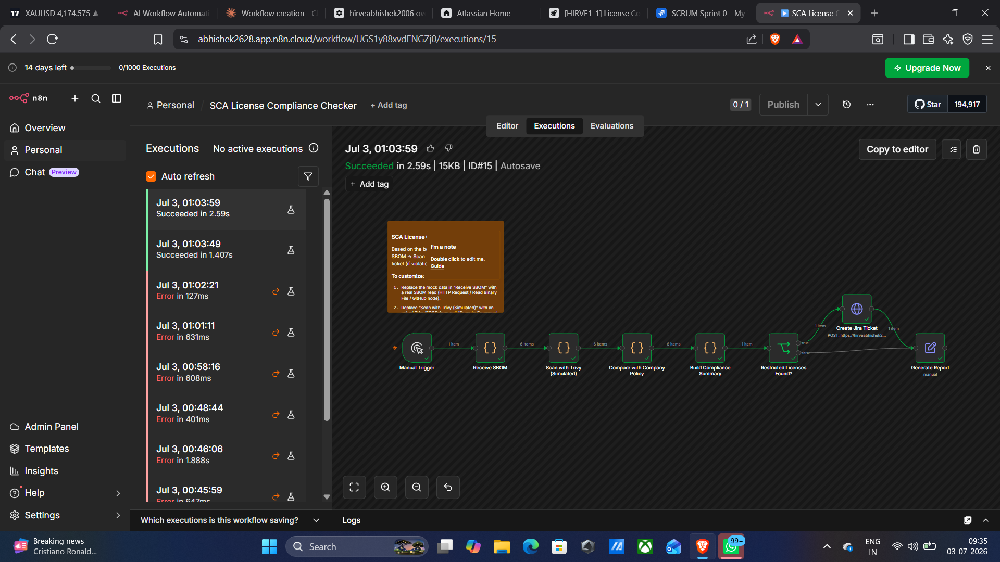 XAUUSD 4,174.575
AI Workflow Automati
Workflow creation - C
hirveabhishek2006 ov
Atlassian Home
[HIRVE1-1] License Co
SCRUM Sprint 0 - My
SCA License C
abhishek2628.app.n8n.cloud/workflow/UGS1y88xvdENGZj0/executions/15
14 days left
0/1000 Executions
Upgrade Now
n8n
Personal
/
SCA License Compliance Checker
+ Add tag
0 / 1
Publish
Star
194,917
Editor
Executions
Evaluations
Overview
Personal
Chat
Preview
Admin Panel
Templates
Insights
Help
Settings
Executions
No active executions
Auto refresh
Jul 3, 01:03:59
Succeeded in 2.59s
Jul 3, 01:03:49
Succeeded in 1.407s
Jul 3, 01:02:21
Error in 127ms
Jul 3, 01:01:11
Error in 631ms
Jul 3, 00:58:16
Error in 608ms
Jul 3, 00:48:44
Error in 401ms
Jul 3, 00:46:06
Error in 1.888s
Jul 3, 00:45:59
Error in 647ms
Which executions is this workflow saving?
Jul 3, 01:03:59
Succeeded in 2.59s | 15KB | ID#15 | Autosave
+ Add tag
Copy to editor
SCA License
Based on the b
SBOM → Scan
ticket (if violatio
To customize:
1. Replace the mock data in "Receive SBOM" with
a real SBOM read (HTTP Request / Read Binary
File / GitHub node).
2. Replace "Scan with Trivy (Simulated)" with an
I'm a note
Double click to edit me.
Guide
Manual Trigger
1 item
Receive SBOM
6 items
Scan with Trivy
(Simulated)
6 items
Compare with Company
Policy
6 items
Build Compliance
Summary
1 item
Restricted Licenses
Found?
true
false
1 item
Create Jira Ticket
POST: https://hirveabhishek2...
1 item
Generate Report
manual
Logs
Breaking news
Cristiano Ronald...
Search
99+
ENG
IN
09:35
03-07-2026